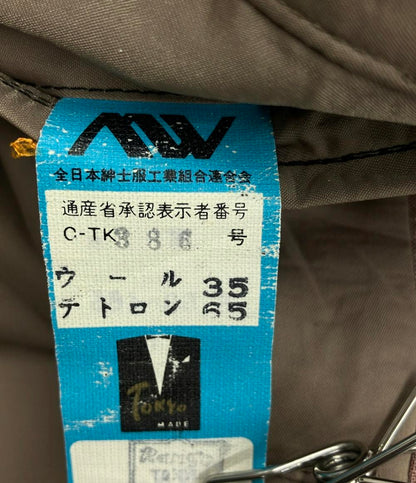 全日本紳士服工業組合連合会
通産省承認表示者番号
C-TK 386 号
ウール 35
テトロン 65
TOKYO
MADE